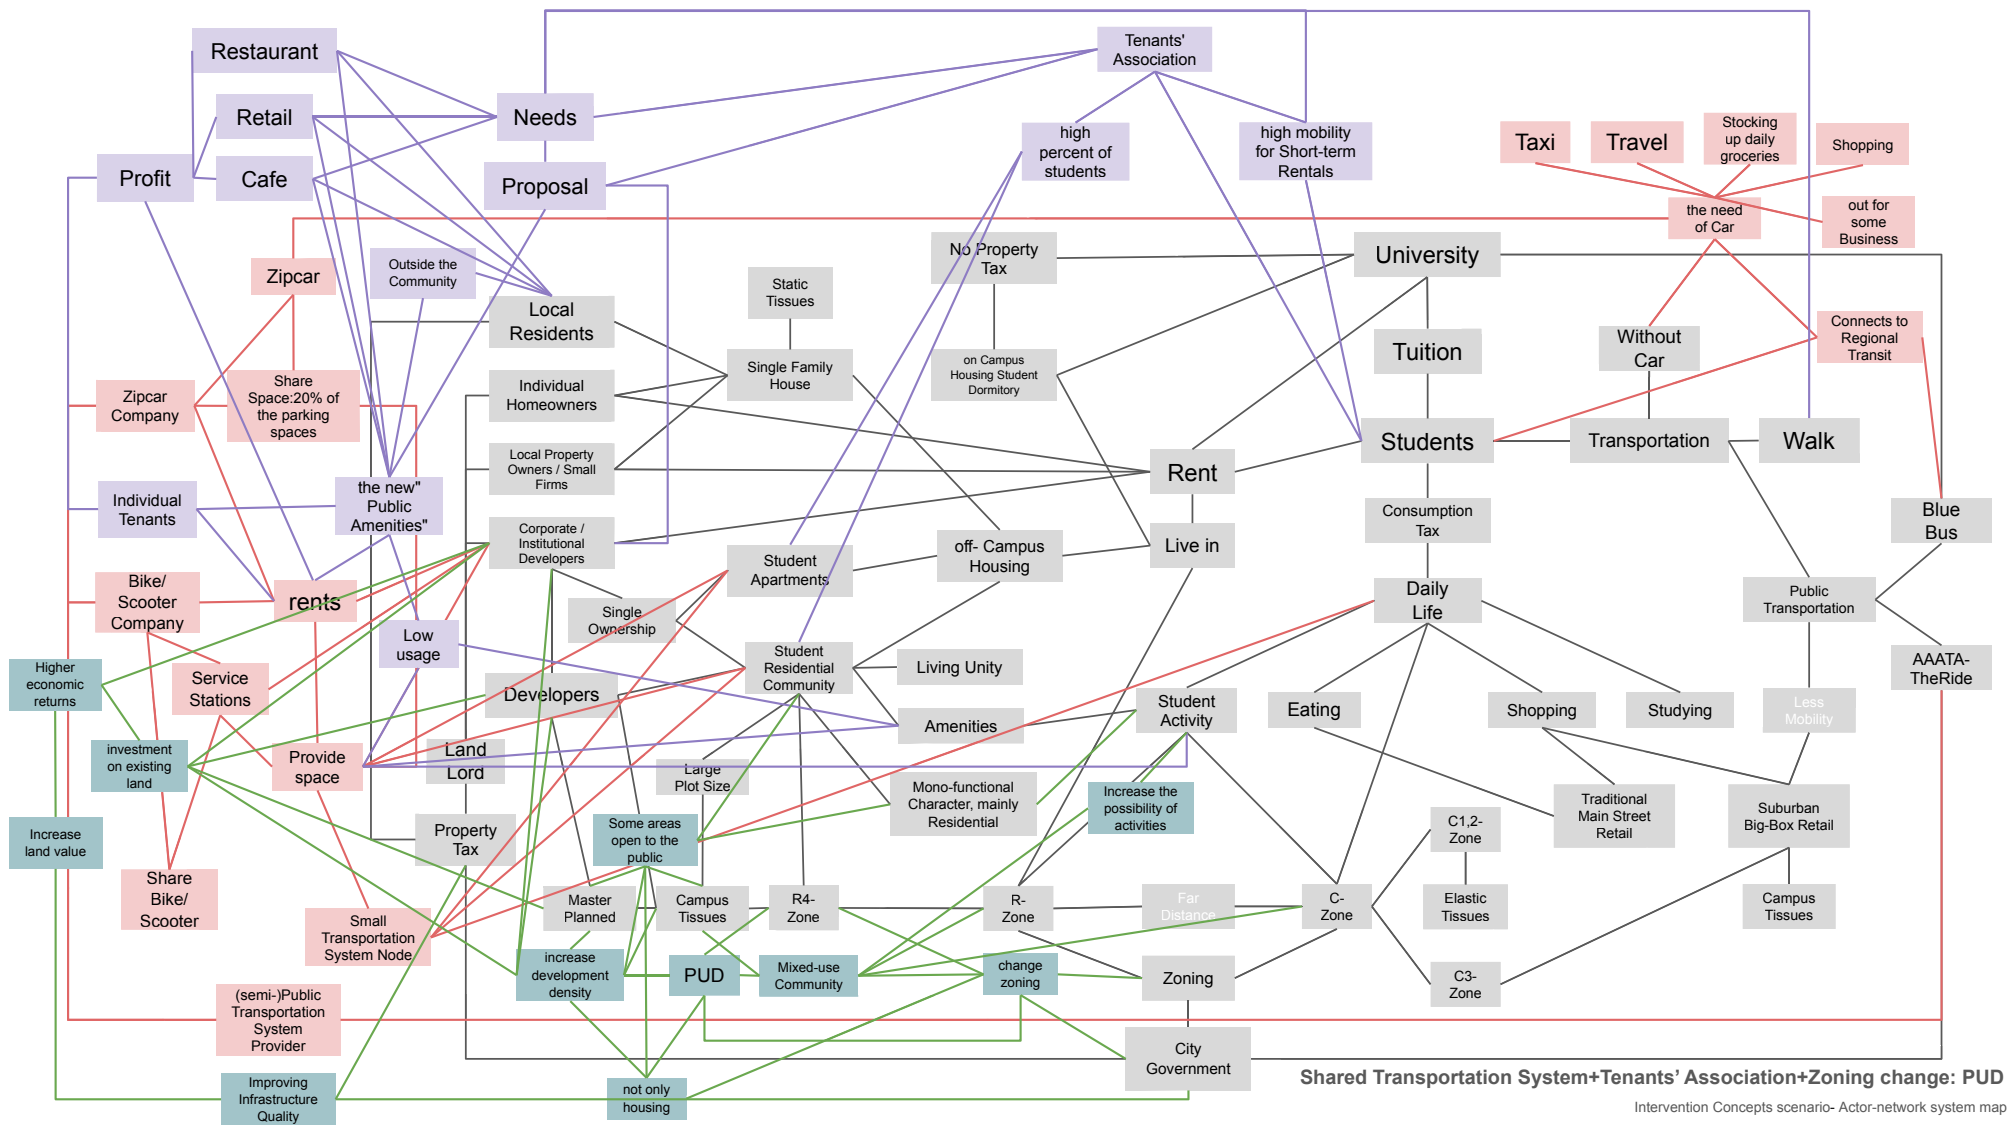 Restaurant
Tenants'
Association
Retail
Needs
high
percent of
students
high mobility
for Short-term
Rentals
Taxi
Travel
Stocking
up daily
groceries
Shopping
Profit
Cafe
Proposal
the need
of Car
out for
some
Business
Zipcar
Outside the
Community
No Property
Tax
University
Static
Tissues
Local
Residents
Tuition
Without
Car
Connects to
Regional
Transit
Single Family
House
on Campus
Housing Student
Dormitory
Zipcar
Company
Share
Space:20% of
the parking
spaces
Individual
Homeowners
Students
Transportation
Walk
Local Property
Owners / Small
Firms
Rent
Individual
Tenants
the new"
Public
Amenities"
Consumption
Tax
Blue
Bus
Corporate /
Institutional
Developers
Student
Apartments
off- Campus
Housing
Live in
Bike/
Scooter
Company
rents
Single
Ownership
Daily
Life
Public
Transportation
Low
usage
Higher
economic
returns
Service
Stations
Student
Residential
Community
Living Unity
AAATA-
TheRide
Developers
Amenities
Student
Activity
Eating
Shopping
Studying
Less
Mobility
investment
on existing
land
Provide
space
Land
Lord
Large
Plot Size
Mono-functional
Character, mainly
Residential
Increase the
possibility of
activities
Traditional
Main Street
Retail
Suburban
Big-Box Retail
Increase
land value
Property
Tax
Some areas
open to the
public
C1,2-
Zone
Share
Bike/
Scooter
Small
Transportation
System Node
Master
Planned
Campus
Tissues
R4-
Zone
R-
Zone
Far
Distance
C-
Zone
Elastic
Tissues
Campus
Tissues
increase
development
density
PUD
Mixed-use
Community
change
zoning
Zoning
C3-
Zone
(semi-)Public
Transportation
System
Provider
City
Government
Improving
Infrastructure
Quality
not only
housing
Shared Transportation System+Tenants' Association+Zoning change: PUD
Intervention Concepts scenario- Actor-network system map